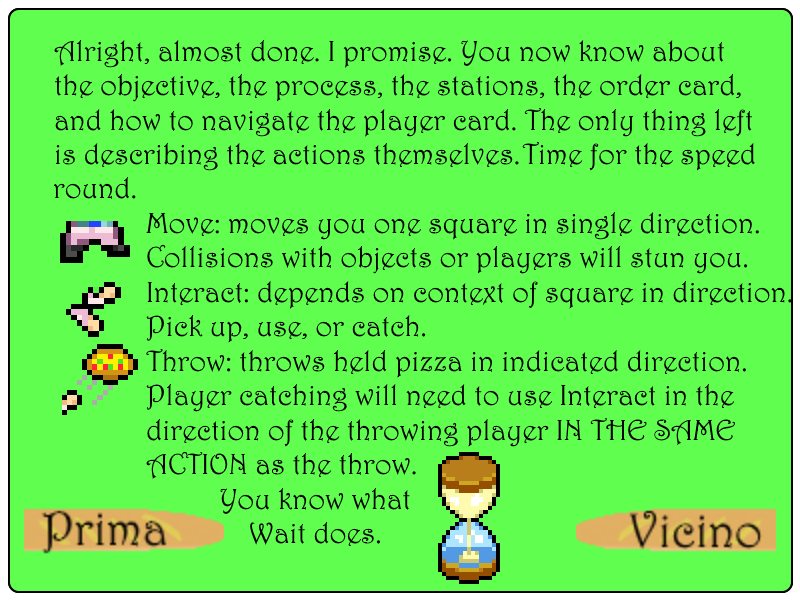 Alright, almost done. I promise. You now know about
the objective, the process, the stations, the order card,
and how to navigate the player card. The only thing left
is describing the actions themselves.Time for the speed
round.
Move: moves you one square in single direction.
Collisions with objects or players will stun you.
Interact: depends on context of square in direction.
Pick up, use, or catch.
Throw: throws held pizza in indicated direction.
Player catching will need to use Interact in the
direction of the throwing player IN THE SAME
ACTION as the throw.
You know what
Wait does.
Prima
Vicino